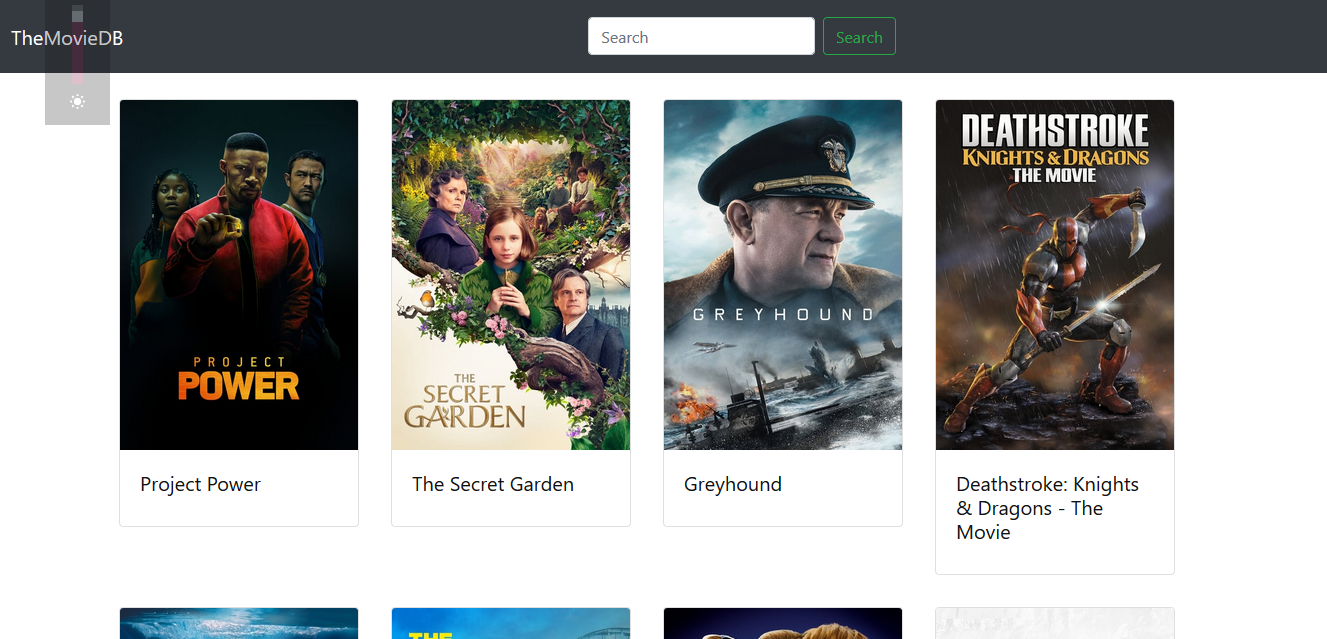 TheMovieDB
Search
Search
PROJECT
POWER
THE
SECRET
GARDEN
GREYHOUND
DEATHSTROKE
KNIGHTS & DRAGONS
THE MOVIE
Project Power
The Secret Garden
Greyhound
Deathstroke: Knights
& Dragons - The
Movie
THE